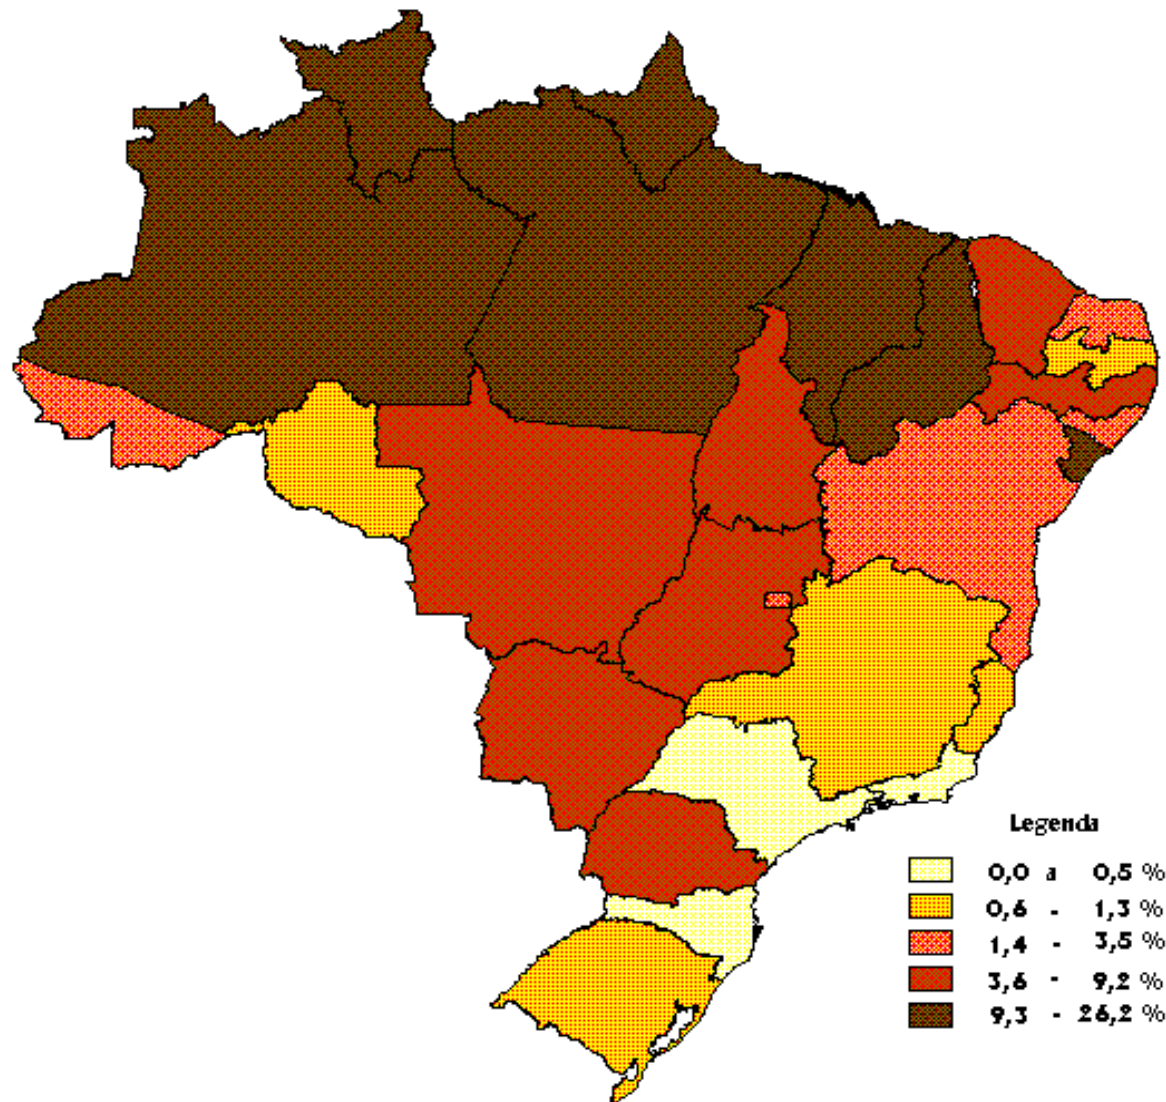 Legenda
0,0 a 0,5 %
0,6 - 1,3 %
1,4 - 3,5 %
3,6 - 9,2 %
9,3 - 26,2 %